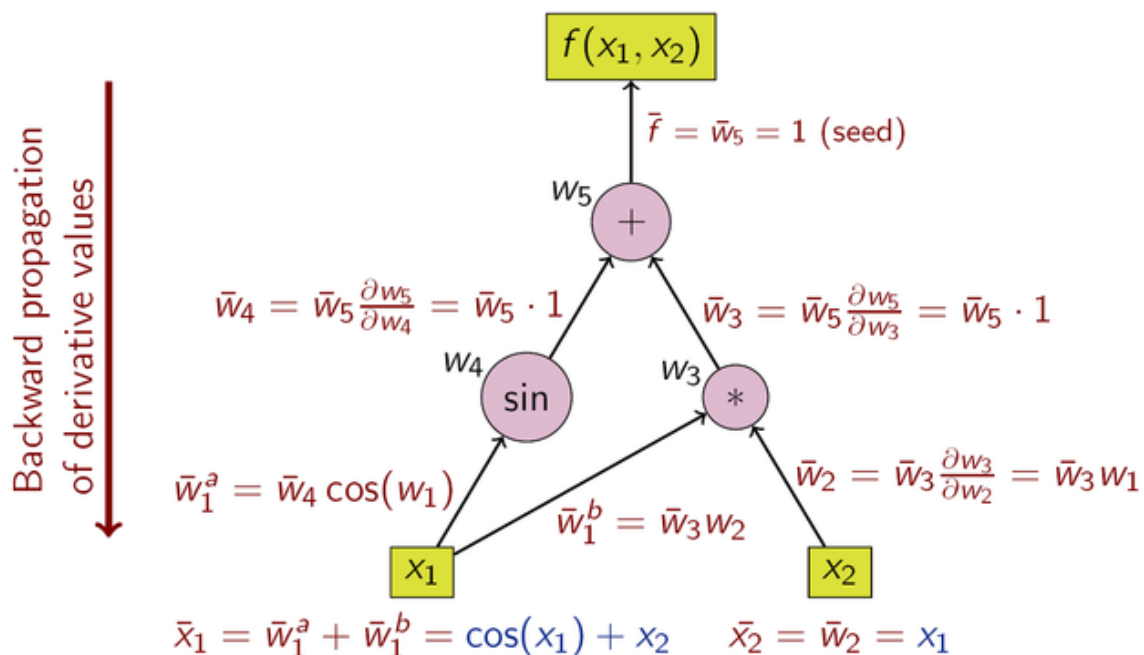 f(x₁, x₂)
f̄ = w̄₅ = 1 (seed)
w₅
+
Backward propagation
of derivative values
w̄₄ = w̄₅ ∂w₅/∂w₄ = w̄₅ · 1
w̄₃ = w̄₅ ∂w₅/∂w₃ = w̄₅ · 1
w₄
sin
w₃
*
w̄₁ᵃ = w̄₄ cos(w₁)
w̄₁ᵇ = w̄₃w₂
w̄₂ = w̄₃ ∂w₃/∂w₂ = w̄₃w₁
x₁
x₂
x̄₁ = w̄₁ᵃ + w̄₁ᵇ = cos(x₁) + x₂
x̄₂ = w̄₂ = x₁